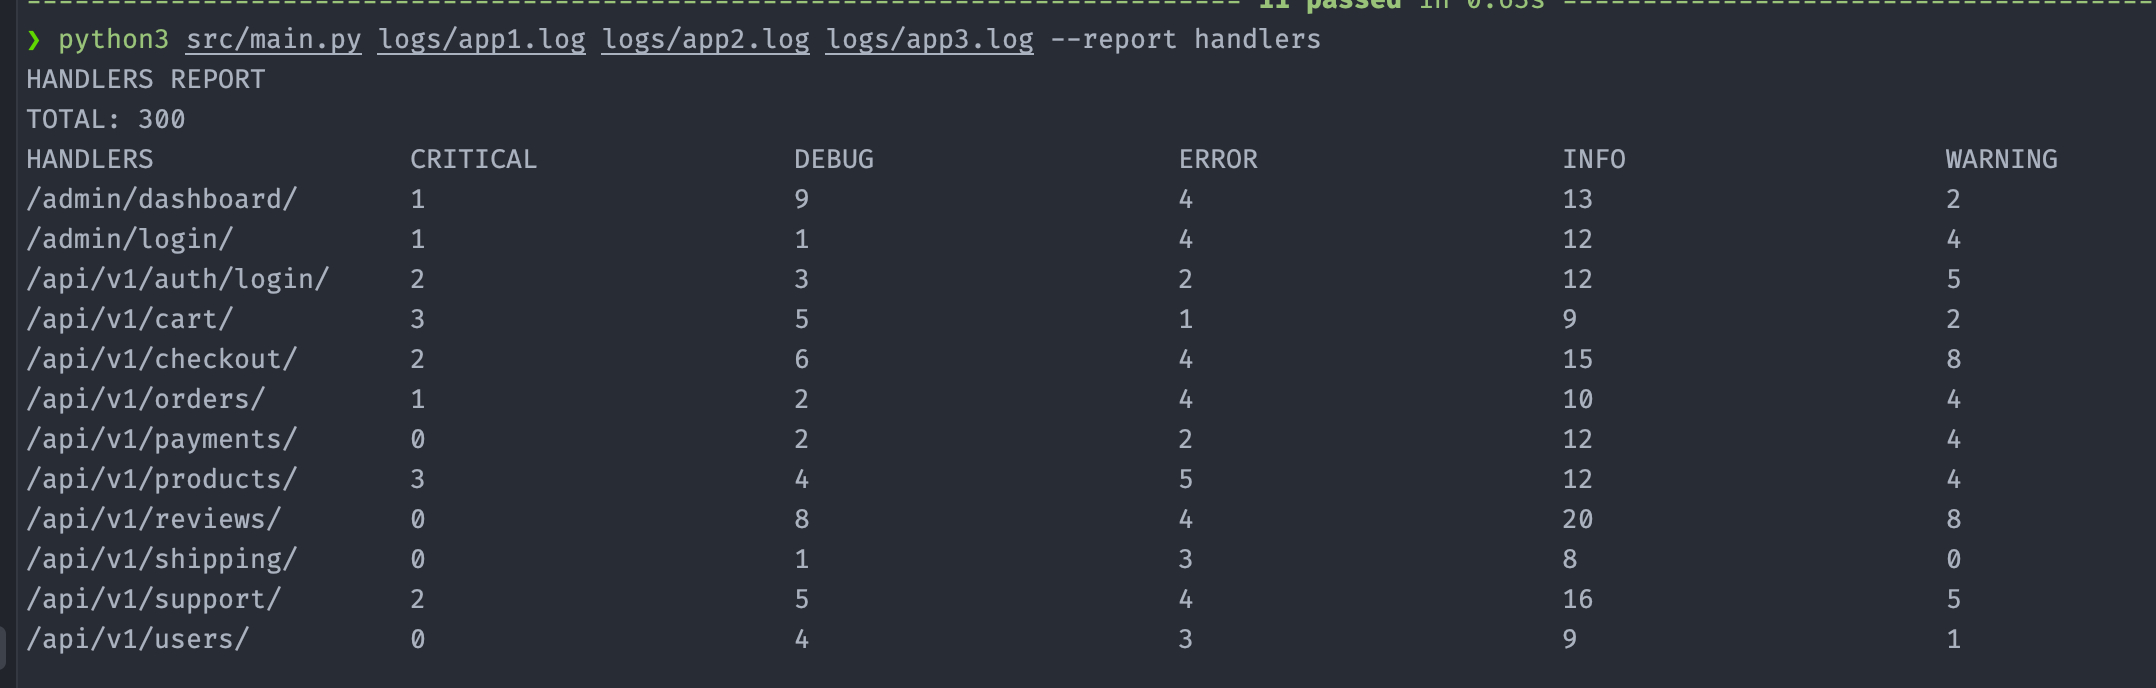 ---------------------------------------------------------------------------- 11 passed in 0.63s -------------------------------------
❯ python3 src/main.py logs/app1.log logs/app2.log logs/app3.log --report handlers
HANDLERS REPORT
TOTAL: 300
HANDLERS CRITICAL DEBUG ERROR INFO WARNING
/admin/dashboard/ 1 9 4 13 2
/admin/login/ 1 1 4 12 4
/api/v1/auth/login/ 2 3 2 12 5
/api/v1/cart/ 3 5 1 9 2
/api/v1/checkout/ 2 6 4 15 8
/api/v1/orders/ 1 2 4 10 4
/api/v1/payments/ 0 2 2 12 4
/api/v1/products/ 3 4 5 12 4
/api/v1/reviews/ 0 8 4 20 8
/api/v1/shipping/ 0 1 3 8 0
/api/v1/support/ 2 5 4 16 5
/api/v1/users/ 0 4 3 9 1